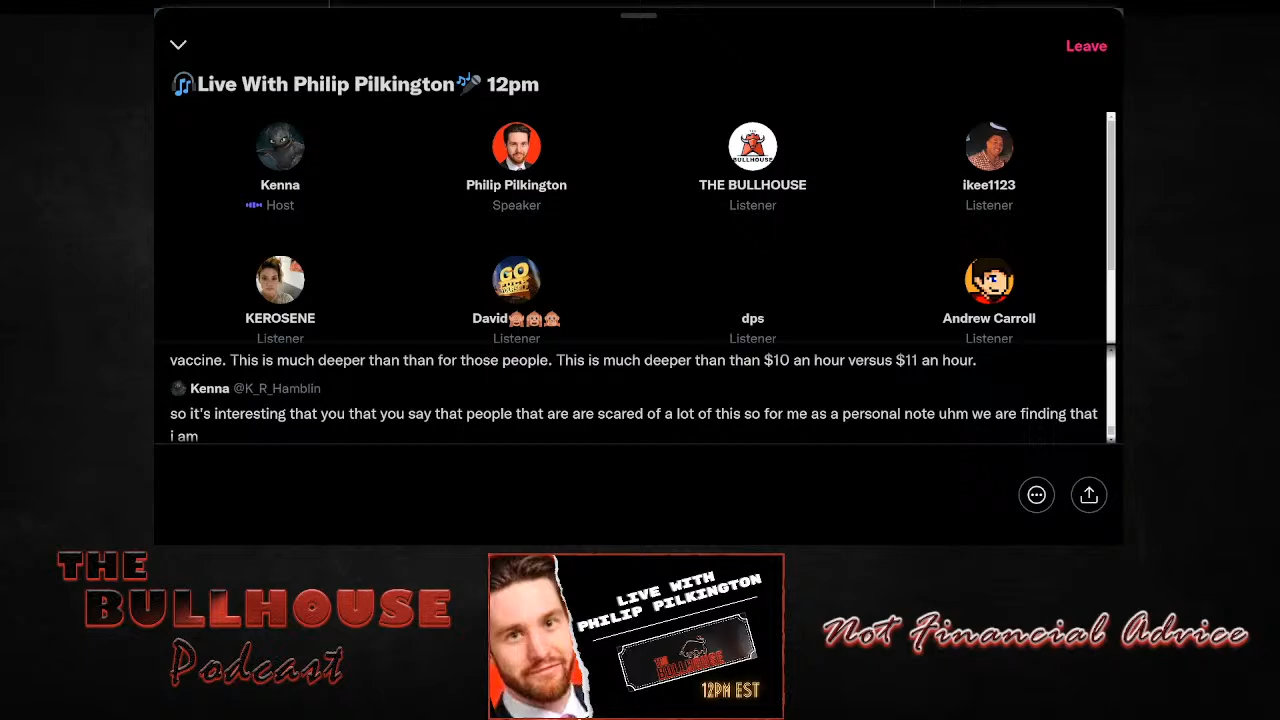 Leave
Live With Philip Pilkington 12pm
Kenna
Host
Philip Pilkington
Speaker
THE BULLHOUSE
Listener
ikee1123
Listener
KEROSENE
Listener
David
Listener
dps
Listener
Andrew Carroll
Listener
BULLHOUSE
GO
vaccine. This is much deeper than than for those people. This is much deeper than than $10 an hour versus $11 an hour.
Kenna @K_R_Hamblin
so it's interesting that you that you say that people that are are scared of a lot of this so for me as a personal note uhm we are finding that
i am
THE
BULLHOUSE
Podcast
LIVE WITH
PHILIP PILKINGTON
THE
BULLHOUSE
12PM EST
Not Financial Advice